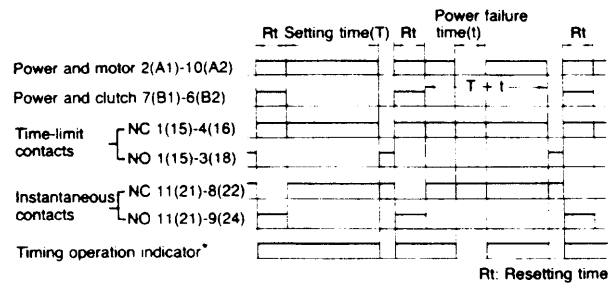 Power failure
Rt Setting time(T) Rt time(t) Rt
Power and motor 2(A1)-10(A2)
Power and clutch 7(B1)-6(B2)
T + t
Time-limit contacts
NC 1(15)-4(16)
NO 1(15)-3(18)
Instantaneous contacts
NC 11(21)-8(22)
NO 11(21)-9(24)
Timing operation indicator*
Rt: Resetting time